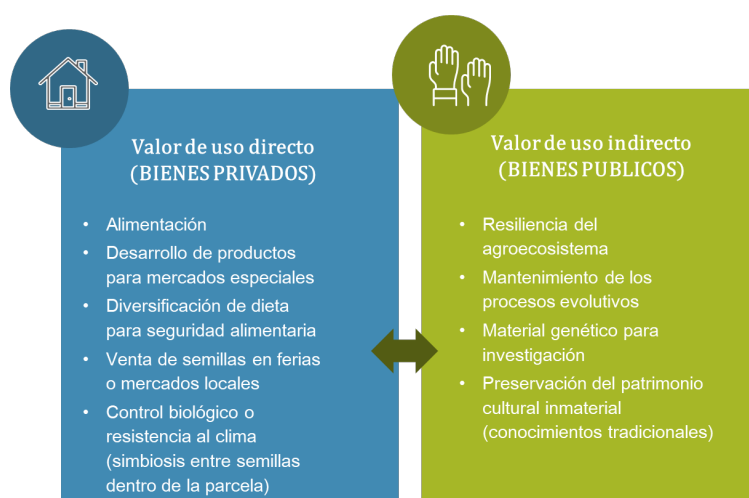 Valor de uso directo
(BIENES PRIVADOS)
• Alimentación
• Desarrollo de productos
para mercados especiales
• Diversificación de dieta
para seguridad alimentaria
• Venta de semillas en ferias
o mercados locales
• Control biológico o
resistencia al clima
(simbiosis entre semillas
dentro de la parcela)
Valor de uso indirecto
(BIENES PUBLICOS)
• Resiliencia del
agroecosistema
• Mantenimiento de los
procesos evolutivos
• Material genético para
investigación
• Preservación del patrimonio
cultural inmaterial
(conocimientos tradicionales)